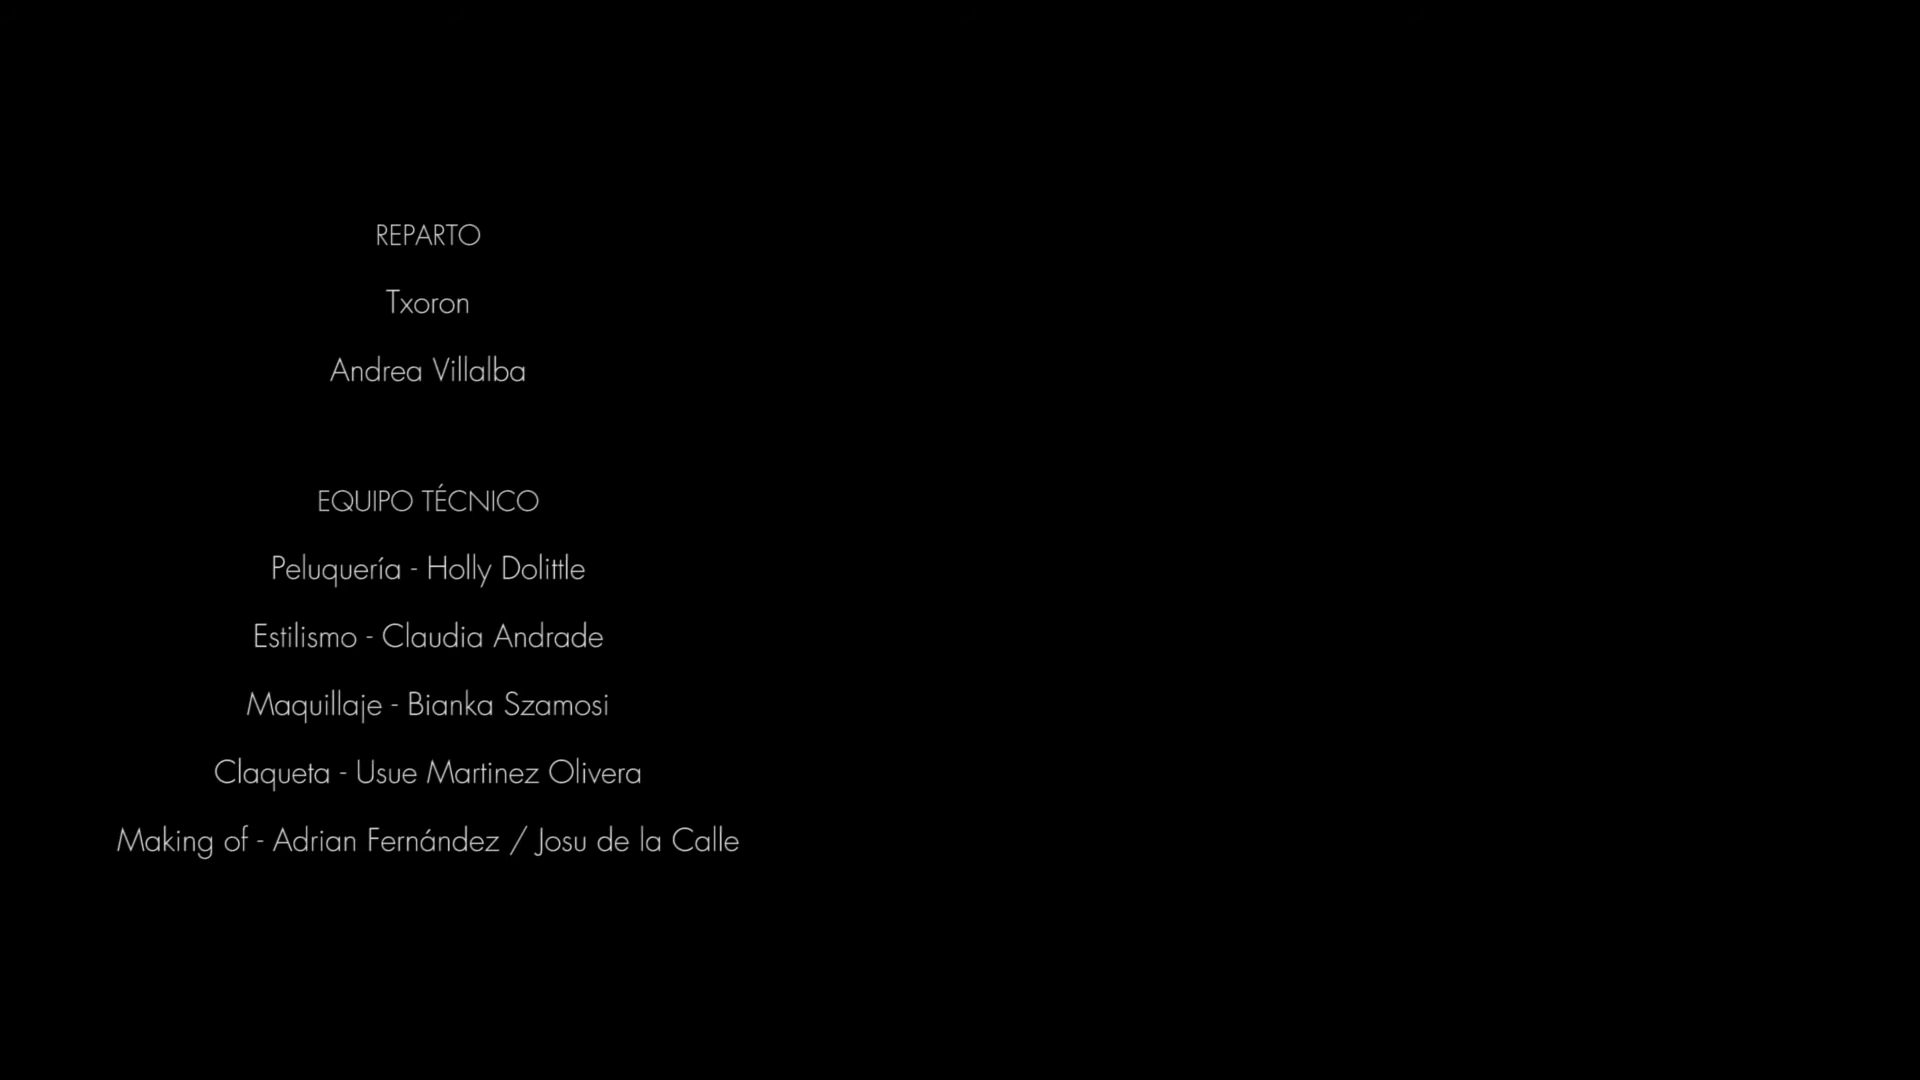 REPARTO
Txoron
Andrea Villalba
EQUIPO TÉCNICO
Peluquería - Holly Dolittle
Estilismo - Claudia Andrade
Maquillaje - Bianka Szamosi
Claqueta - Usue Martinez Olivera
Making of - Adrian Fernández / Josu de la Calle